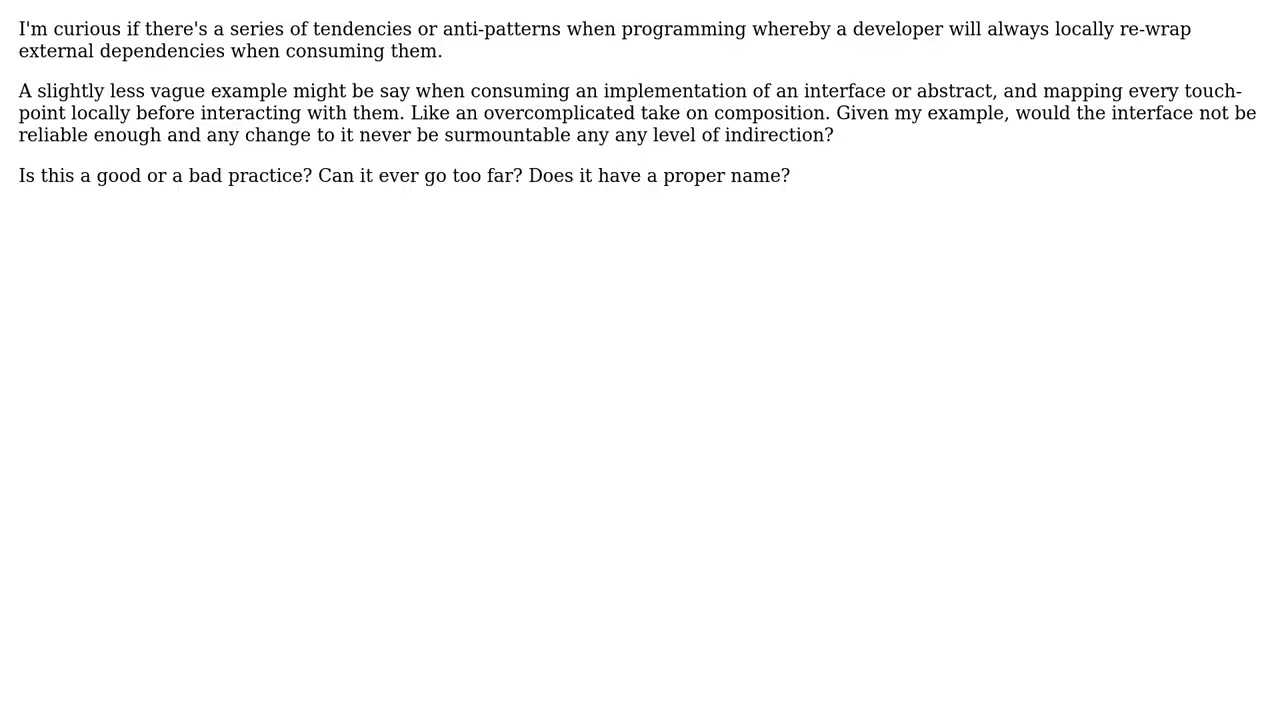 I'm curious if there's a series of tendencies or anti-patterns when programming whereby a developer will always locally re-wrap
external dependencies when consuming them.
A slightly less vague example might be say when consuming an implementation of an interface or abstract, and mapping every touch-
point locally before interacting with them. Like an overcomplicated take on composition. Given my example, would the interface not be
reliable enough and any change to it never be surmountable any any level of indirection?
Is this a good or a bad practice? Can it ever go too far? Does it have a proper name?